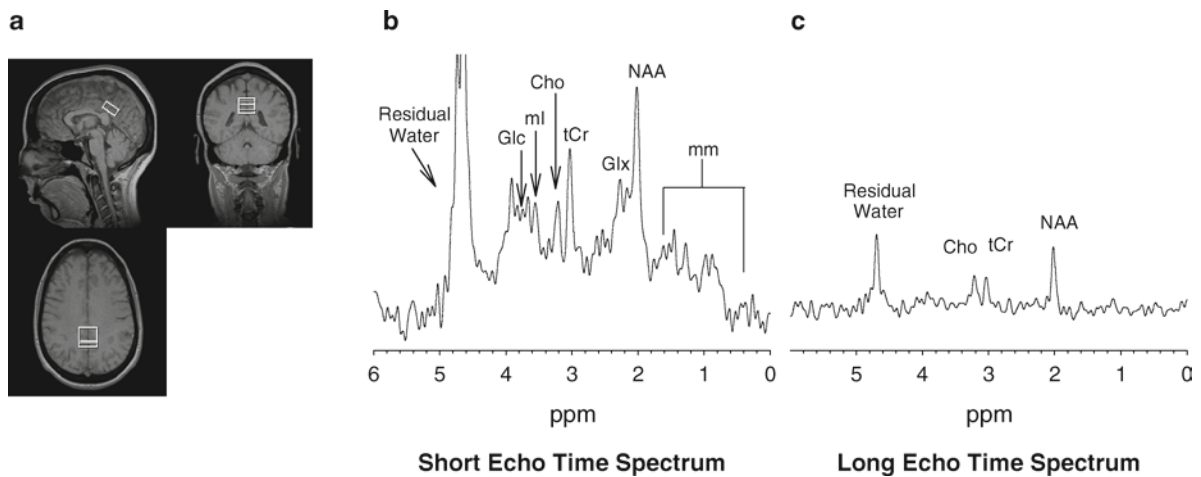 a
b
c
Residual
Water
Glc
mI
Cho
tCr
Glx
NAA
mm
6 5 4 3 2 1 0
ppm
Short Echo Time Spectrum
Residual
Water
Cho tCr
NAA
5 4 3 2 1 0
ppm
Long Echo Time Spectrum